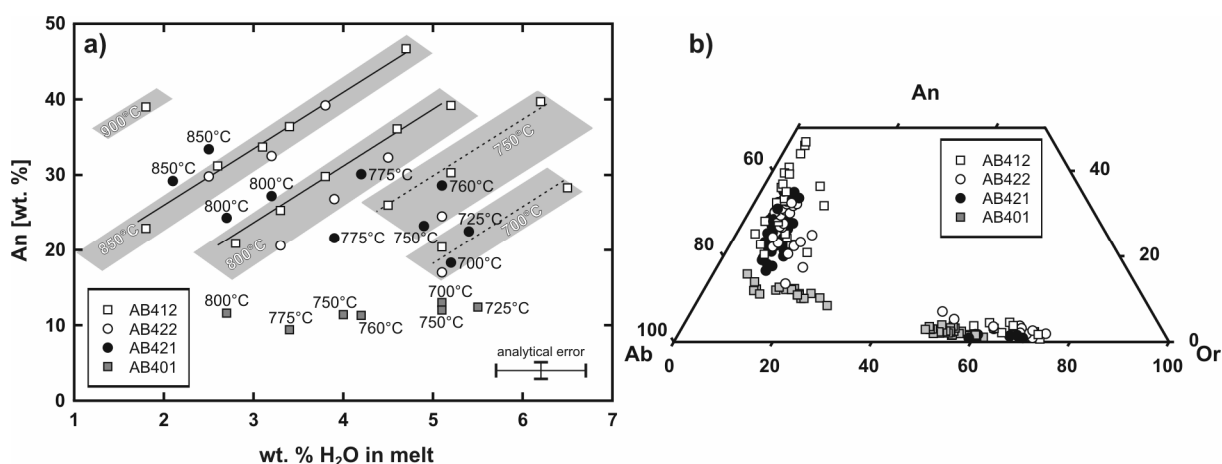 a)
An [wt. %]
50
40
30
20
10
0
1
2
3
4
5
6
7
wt. % H2O in melt
900°C
850°C
850°C
850°C
800°C
800°C
800°C
775°C
775°C
760°C
750°C
750°C
725°C
700°C
700°C
800°C
775°C
750°C
760°C
700°C
750°C
725°C
analytical error
AB412
AB422
AB421
AB401
b)
An
60
40
80
20
100
0
Ab
Or
0
20
40
60
80
100
AB412
AB422
AB421
AB401